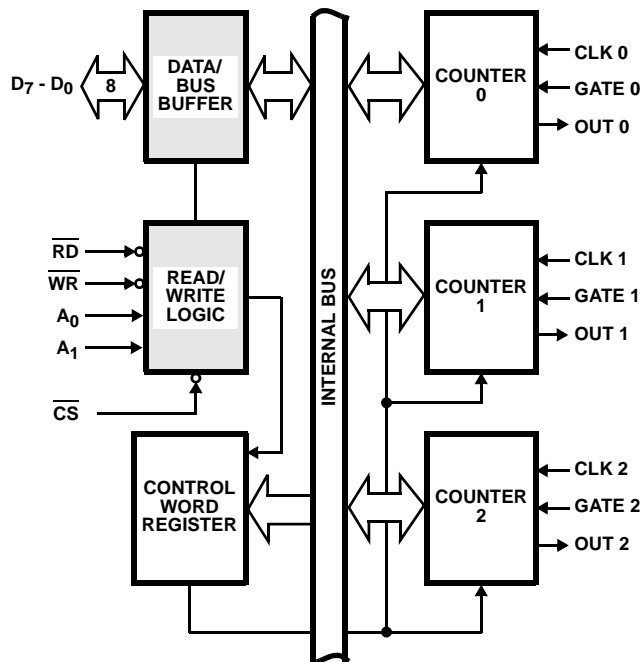 D7 - D0
8
DATA/
BUS
BUFFER
RD
WR
A0
A1
CS
READ/
WRITE
LOGIC
CONTROL
WORD
REGISTER
INTERNAL BUS
COUNTER
0
CLK 0
GATE 0
OUT 0
COUNTER
1
CLK 1
GATE 1
OUT 1
COUNTER
2
CLK 2
GATE 2
OUT 2